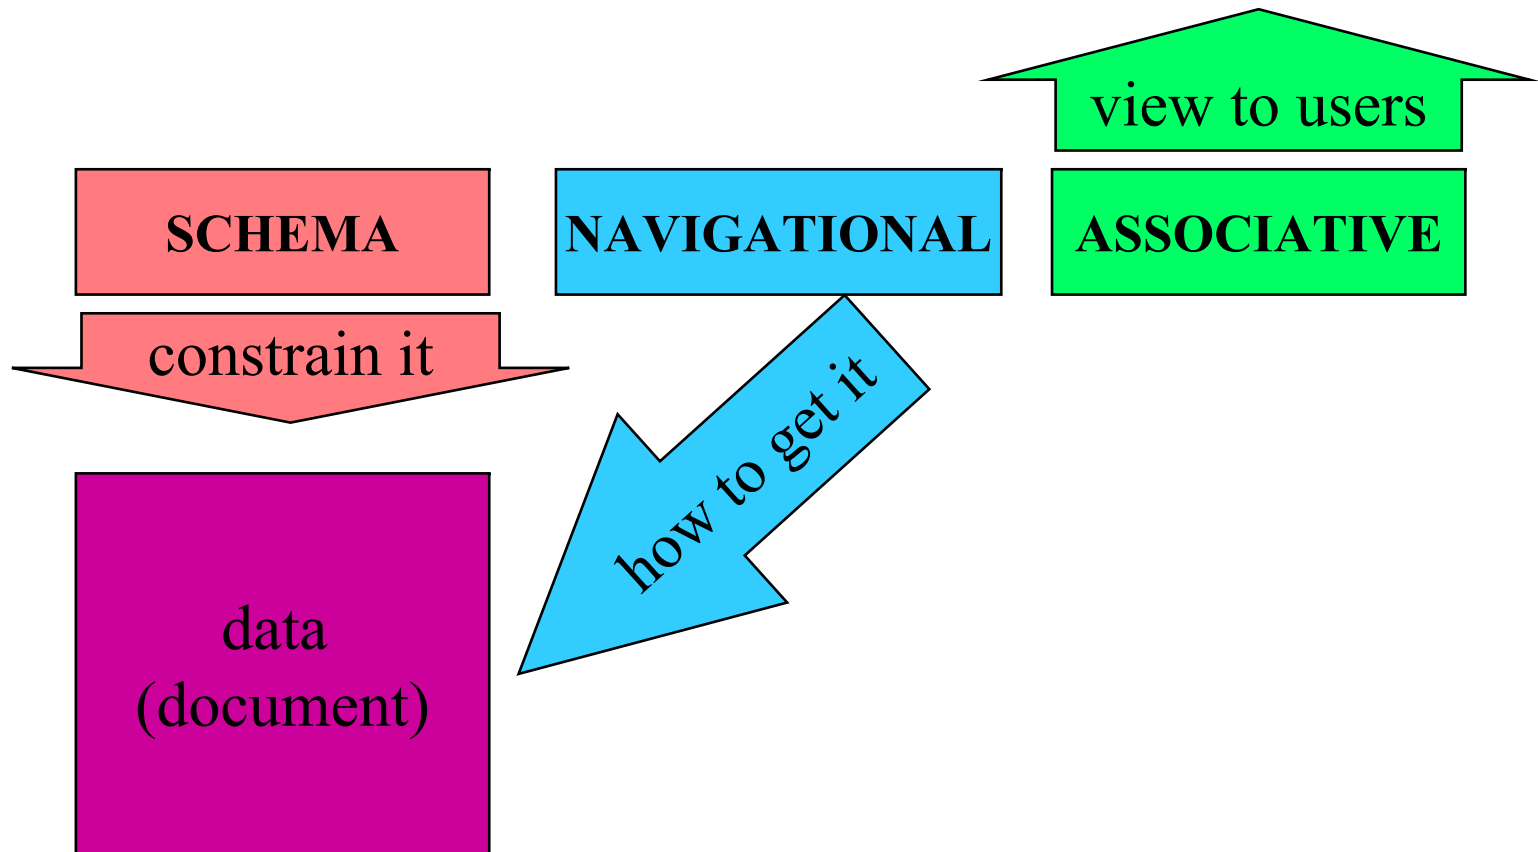 view to users
SCHEMA
NAVIGATIONAL
ASSOCIATIVE
constrain it
how to get it
data
(document)